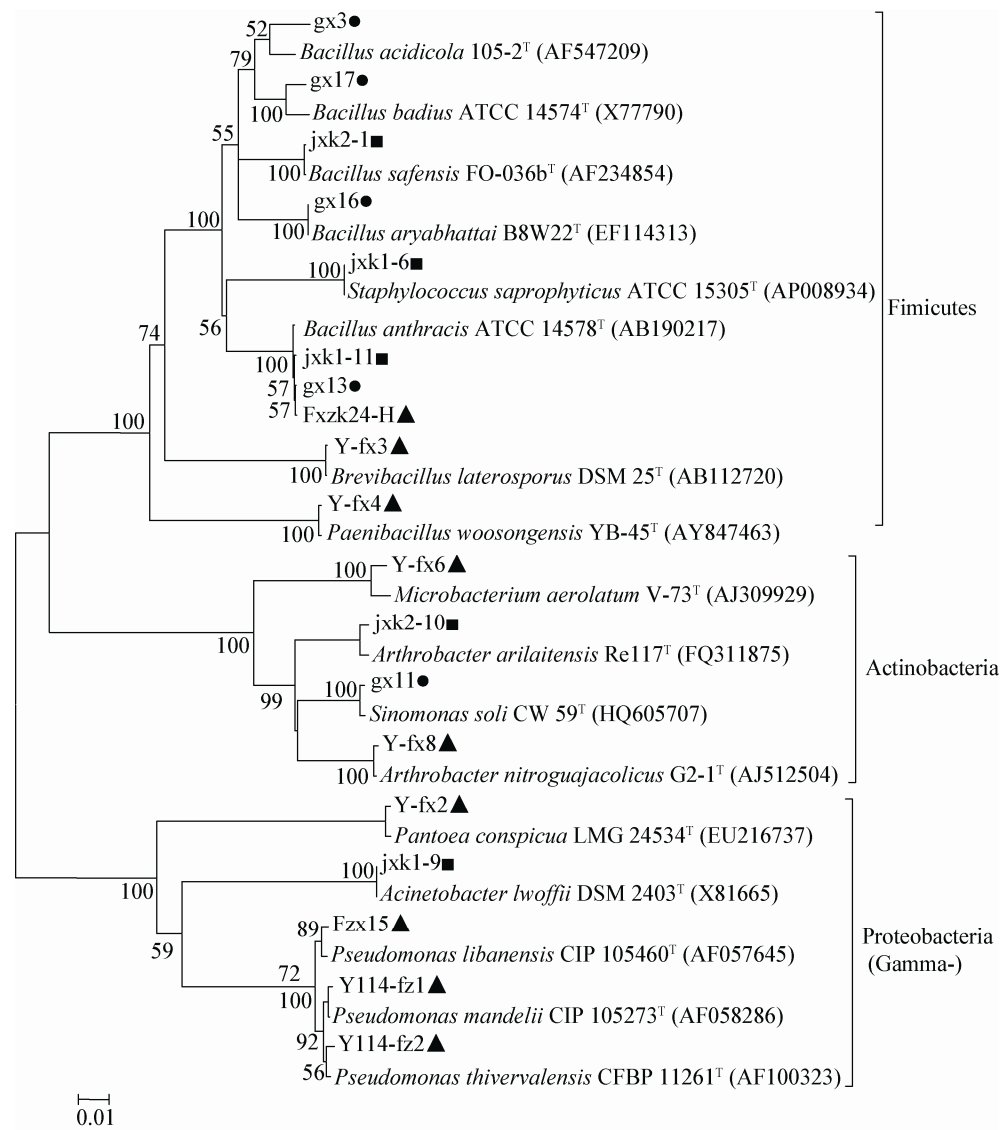 gx3●
52
Bacillus acidicola 105-2ᵀ (AF547209)
79
gx17●
100
Bacillus badius ATCC 14574ᵀ (X77790)
55
jxk2-1■
100
Bacillus safensis FO-036bᵀ (AF234854)
gx16●
100
100
Bacillus aryabhattai B8W22ᵀ (EF114313)
jxk1-6■
100
Staphylococcus saprophyticus ATCC 15305ᵀ (AP008934)
Fimicutes
56
Bacillus anthracis ATCC 14578ᵀ (AB190217)
74
jxk1-11■
100
57
gx13●
57
Fxzk24-H▲
100
Y-fx3▲
100
Brevibacillus laterosporus DSM 25ᵀ (AB112720)
Y-fx4▲
100
Paenibacillus woosongensis YB-45ᵀ (AY847463)
Y-fx6▲
100
Microbacterium aerolatum V-73ᵀ (AJ309929)
jxk2-10■
100
Arthrobacter arilaitensis Re117ᵀ (FQ311875)
Actinobacteria
gx11●
100
99
Sinomonas soli CW 59ᵀ (HQ605707)
Y-fx8▲
100
Arthrobacter nitroguajacolicus G2-1ᵀ (AJ512504)
Y-fx2▲
Pantoea conspicua LMG 24534ᵀ (EU216737)
jxk1-9■
100
100
Acinetobacter lwoffii DSM 2403ᵀ (X81665)
Fzx15▲
89
Proteobacteria
(Gamma-)
59
Pseudomonas libanensis CIP 105460ᵀ (AF057645)
72
Y114-fz1▲
100
Pseudomonas mandelii CIP 105273ᵀ (AF058286)
92
Y114-fz2▲
56
Pseudomonas thivervalensis CFBP 11261ᵀ (AF100323)
0.01